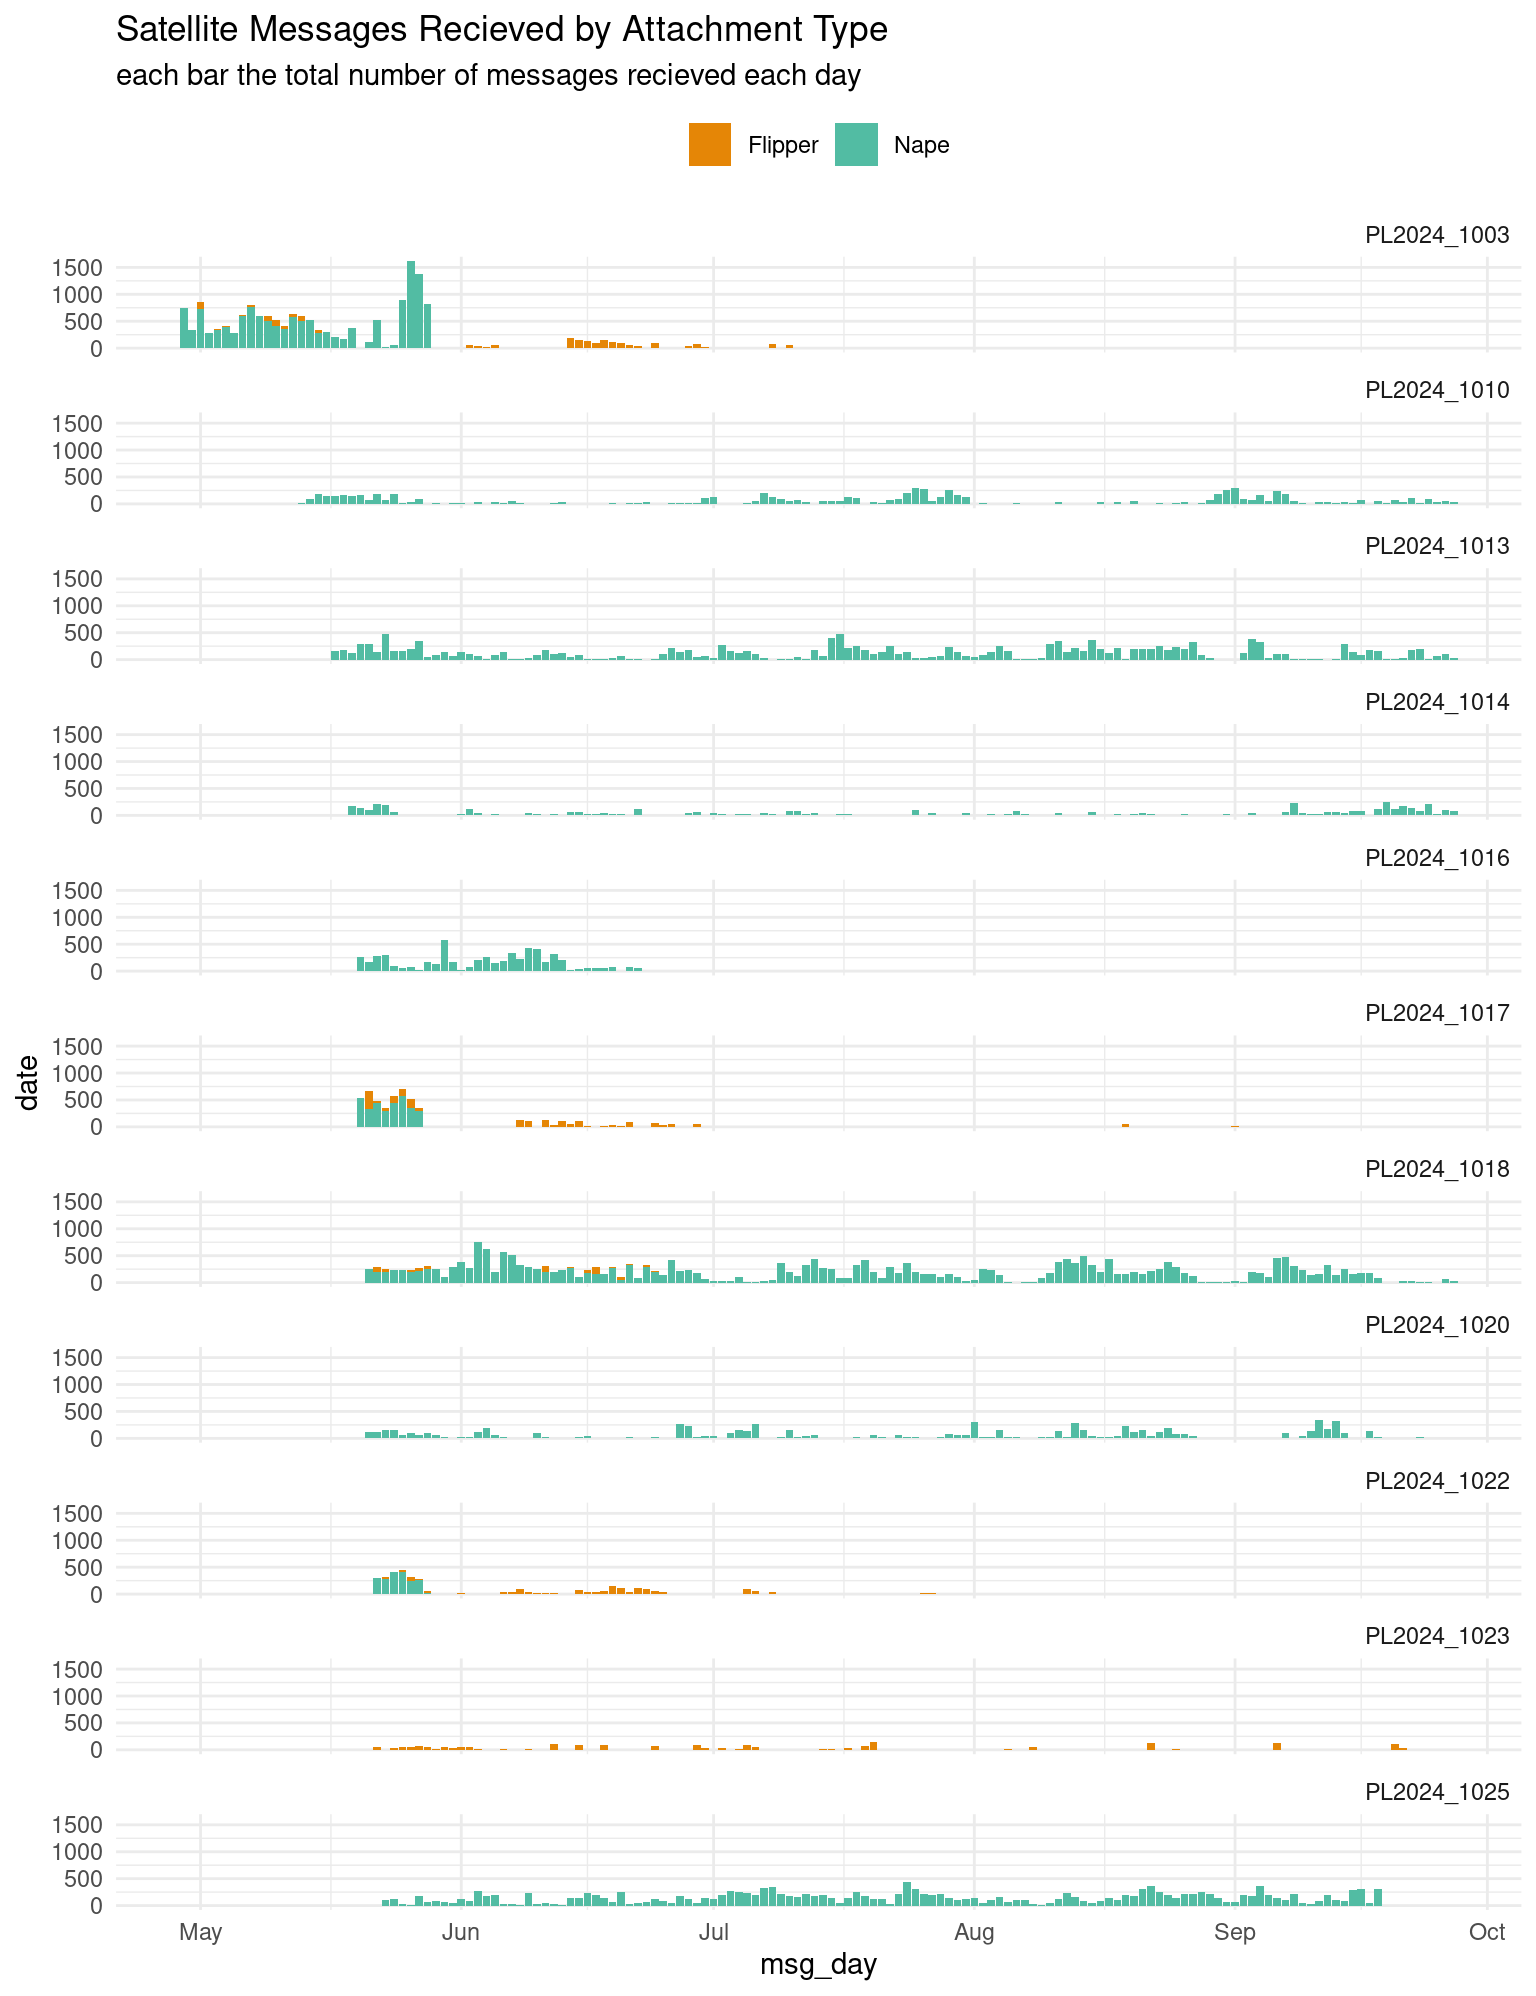 Satellite Messages Recieved by Attachment Type
each bar the total number of messages recieved each day
Flipper Nape
PL2024_1003
1500
1000
500
0
PL2024_1010
1500
1000
500
0
PL2024_1013
1500
1000
500
0
PL2024_1014
1500
1000
500
0
PL2024_1016
1500
1000
500
0
PL2024_1017
1500
1000
500
0
date
PL2024_1018
1500
1000
500
0
PL2024_1020
1500
1000
500
0
PL2024_1022
1500
1000
500
0
PL2024_1023
1500
1000
500
0
PL2024_1025
1500
1000
500
0
May Jun Jul Aug Sep Oct
msg_day